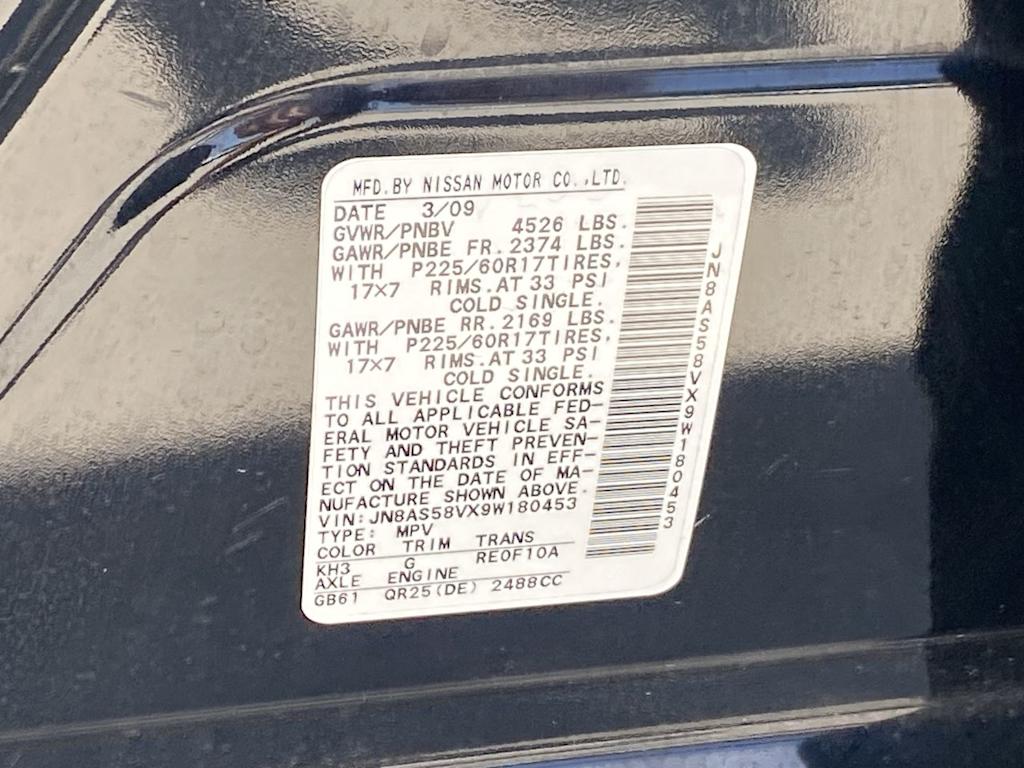 MFD.BY NISSAN MOTOR CO.,LTD.
DATE 3/09
GVWR/PNBV 4526 LBS.
GAWR/PNBE FR.2374 LBS.
WITH P225/60R17TIRES,
17×7 RIMS.AT 33 PSI
COLD SINGLE.
GAWR/PNBE RR.2169 LBS.
WITH P225/60R17TIRES,
17×7 RIMS.AT 33 PSI
COLD SINGLE.
THIS VEHICLE CONFORMS
TO ALL APPLICABLE FED-
ERAL MOTOR VEHICLE SA-
FETY AND THEFT PREVEN-
TION STANDARDS IN EFF-
ECT ON THE DATE OF MA-
NUFACTURE SHOWN ABOVE.
VIN:JN8AS58VX9W180453
TYPE: MPV
COLOR TRIM TRANS
KH3 G RE0F10A
AXLE ENGINE
GB61 QR25(DE) 2488CC
JN8AS58VX9W180453